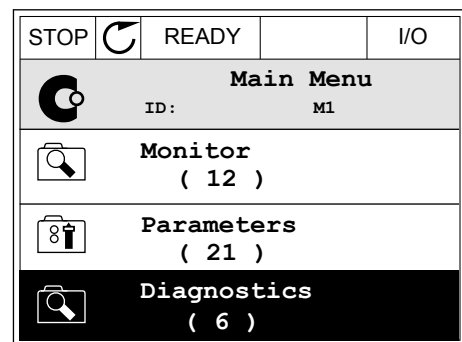 STOP READY I/O
Main Menu
ID: M1
Monitor
( 12 )
Parameters
( 21 )
Diagnostics
( 6 )